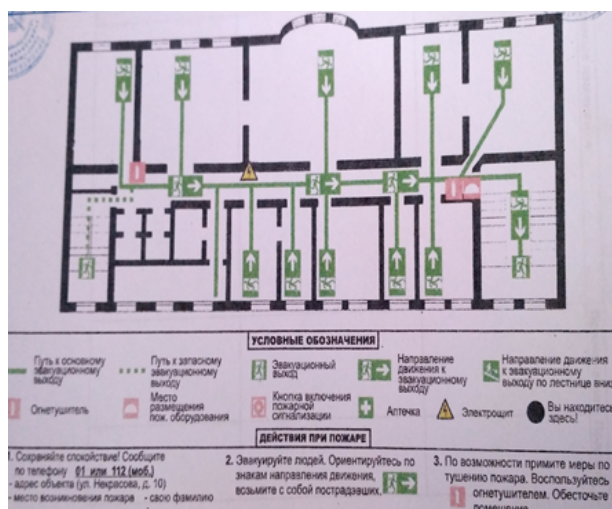 УСЛОВНЫЕ ОБОЗНАЧЕНИЯ
Путь к основному
эвакуационному
выходу
Путь к запасному
эвакуационному
выходу
Эвакуационный
выход
Направление
движения к
эвакуационному
выходу
Направление движения
к эвакуационному
выходу по лестнице вниз
Огнетушитель
Место
размещения
пож. оборудования
Кнопка включения
пожарной
сигнализации
Аптечка
Электрощит
Вы находитесь
здесь!
ДЕЙСТВИЯ ПРИ ПОЖАРЕ
1. Сохраняйте спокойствие! Сообщите
по телефону 01 или 112 (моб.)
- адрес объекта (ул. Некрасова, д. 10)
- место возникновения пожара - свою фамилию
2. Эвакуируйте людей. Ориентируйтесь по
знакам направления движения,
возьмите с собой пострадавших.
3. По возможности примите меры по
тушению пожара. Воспользуйтесь
огнетушителем. Обесточьте
помещение